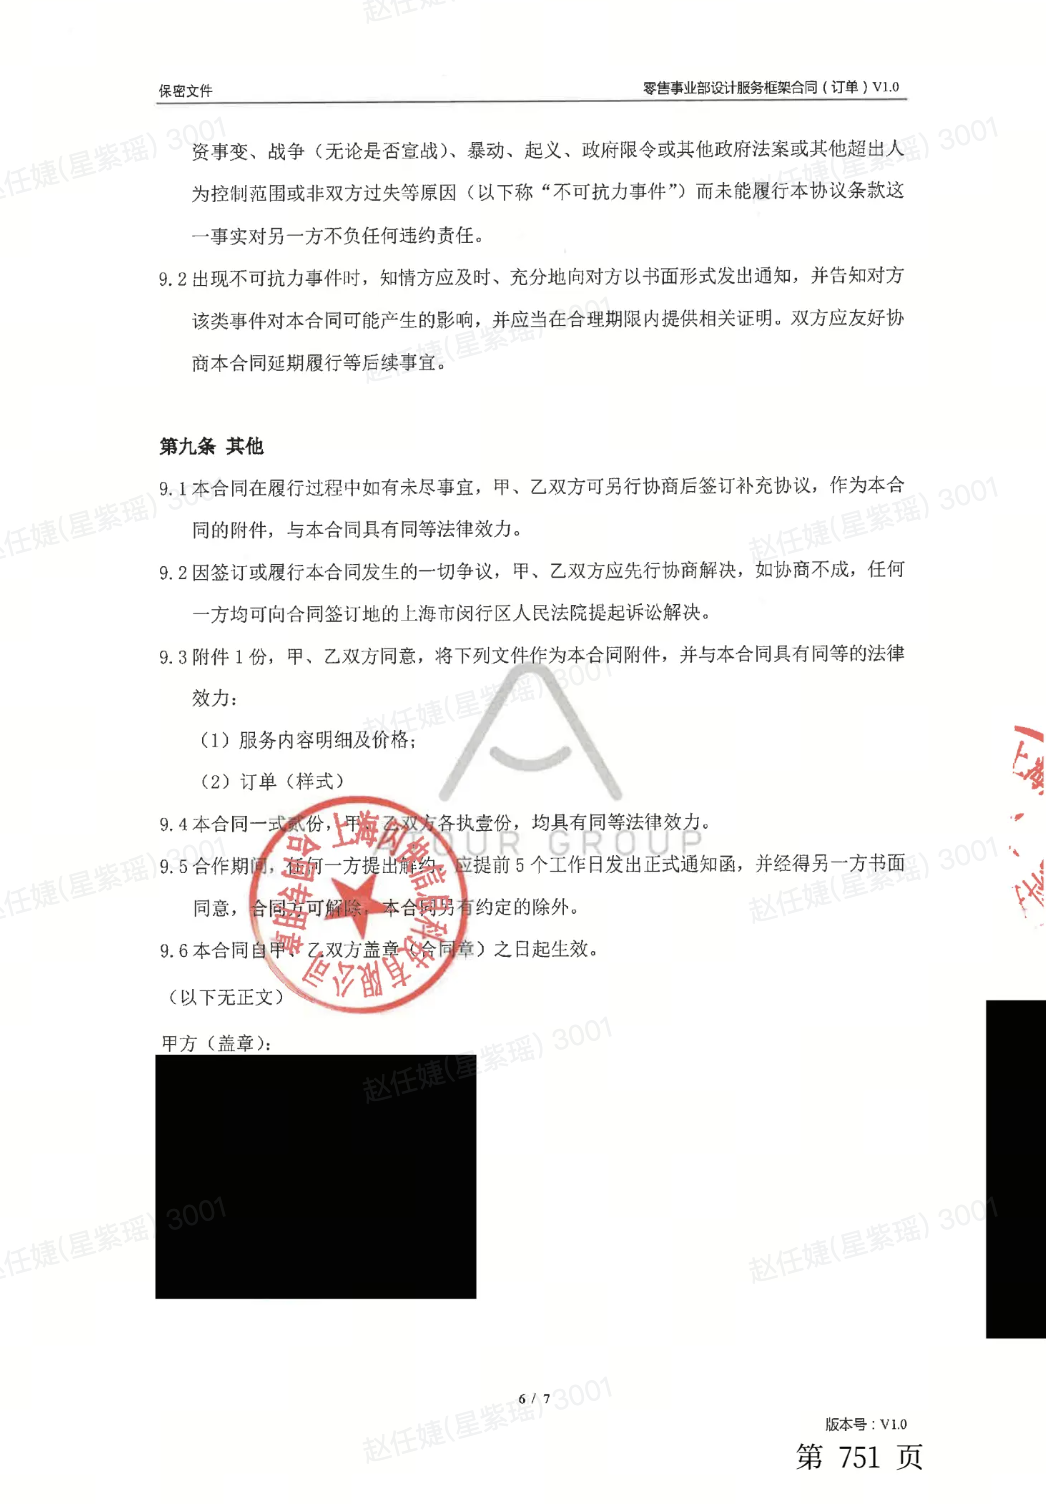 保密文件
零售事业部设计服务框架合同（订单）V1.0
资事变、战争（无论是否宣战）、暴动、起义、政府限令或其他政府法案或其他超出人
为控制范围或非双方过失等原因（以下称“不可抗力事件”）而未能履行本协议条款这
一事实对另一方不负任何违约责任。
9.2 出现不可抗力事件时，知情方应及时、充分地向对方以书面形式发出通知，并告知对方
该类事件对本合同可能产生的影响，并应当在合理期限内提供相关证明。双方应友好协
商本合同延期履行等后续事宜。
第九条 其他
9.1 本合同在履行过程中如有未尽事宜，甲、乙双方可另行协商后签订补充协议，作为本合
同的附件，与本合同具有同等法律效力。
9.2 因签订或履行本合同发生的一切争议，甲、乙双方应先行协商解决，如协商不成，任何
一方均可向合同签订地的上海市闵行区人民法院提起诉讼解决。
9.3 附件 1 份，甲、乙双方同意，将下列文件作为本合同附件，并与本合同具有同等的法律
效力：
（1）服务内容明细及价格；
（2）订单（样式）
9.4 本合同一式贰份，甲、乙双方各执壹份，均具有同等法律效力。
ATOUR GROUP
9.5 合作期间，任何一方提出解约，应提前 5 个工作日发出正式通知函，并经得另一方书面
同意，合同方可解除，本合同另有约定的除外。
9.6 本合同自甲、乙双方盖章（合同章）之日起生效。
（以下无正文）
甲方（盖章）：
合同专用章
信息科技有限公司
上海
赵任婕(星紫瑶) 3001
6 / 7
版本号：V1.0
第 751 页